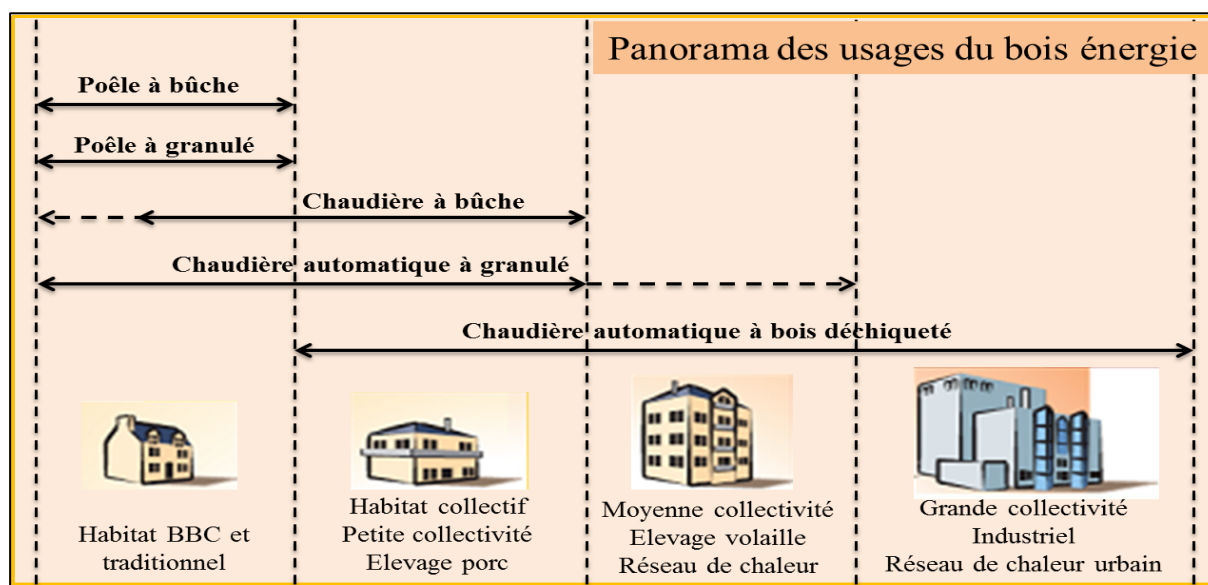 Panorama des usages du bois énergie
Poêle à bûche
Poêle à granulé
Chaudière à bûche
Chaudière automatique à granulé
Chaudière automatique à bois déchiqueté
Habitat BBC et
traditionnel
Habitat collectif
Petite collectivité
Elevage porc
Moyenne collectivité
Elevage volaille
Réseau de chaleur
Grande collectivité
Industriel
Réseau de chaleur urbain